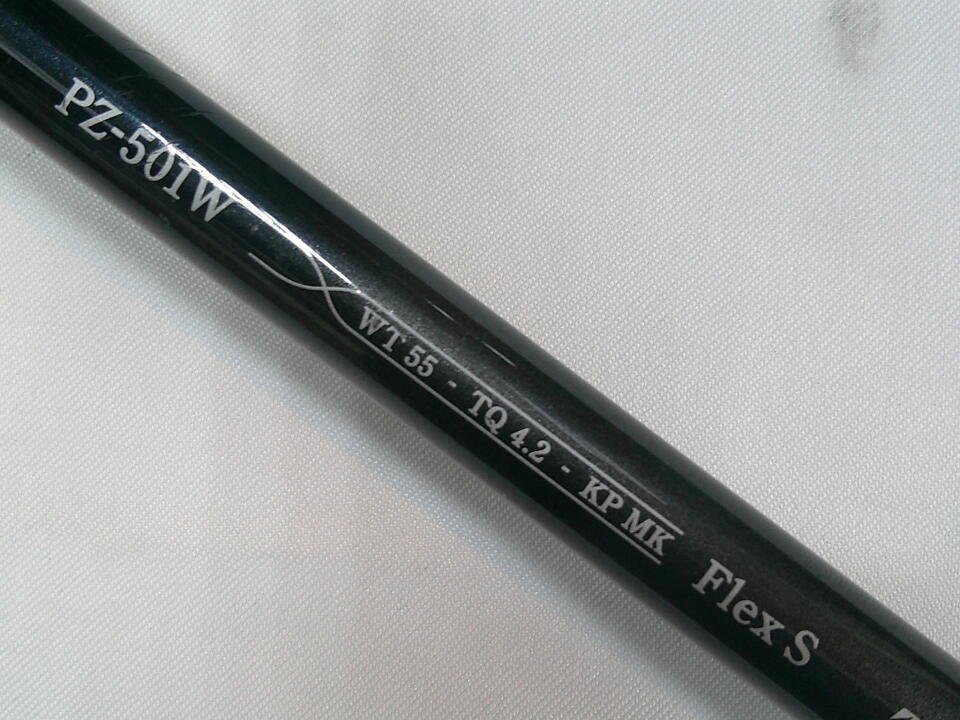 PZ-501W
WT 55 - TQ 4.2 - KP MK
Flex S